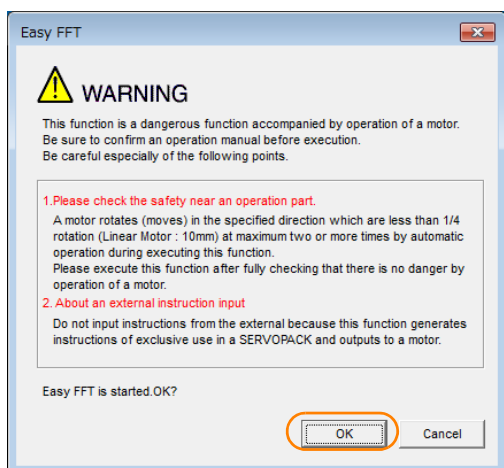 Easy FFT
WARNING
This function is a dangerous function accompanied by operation of a motor.
Be sure to confirm an operation manual before execution.
Be careful especially of the following points.
1.Please check the safety near an operation part.
A motor rotates (moves) in the specified direction which are less than 1/4
rotation (Linear Motor : 10mm) at maximum two or more times by automatic
operation during executing this function.
Please execute this function after fully checking that there is no danger by
operation of a motor.
2. About an external instruction input
Do not input instructions from the external because this function generates
instructions of exclusive use in a SERVOPACK and outputs to a motor.
Easy FFT is started.OK?
OK
Cancel